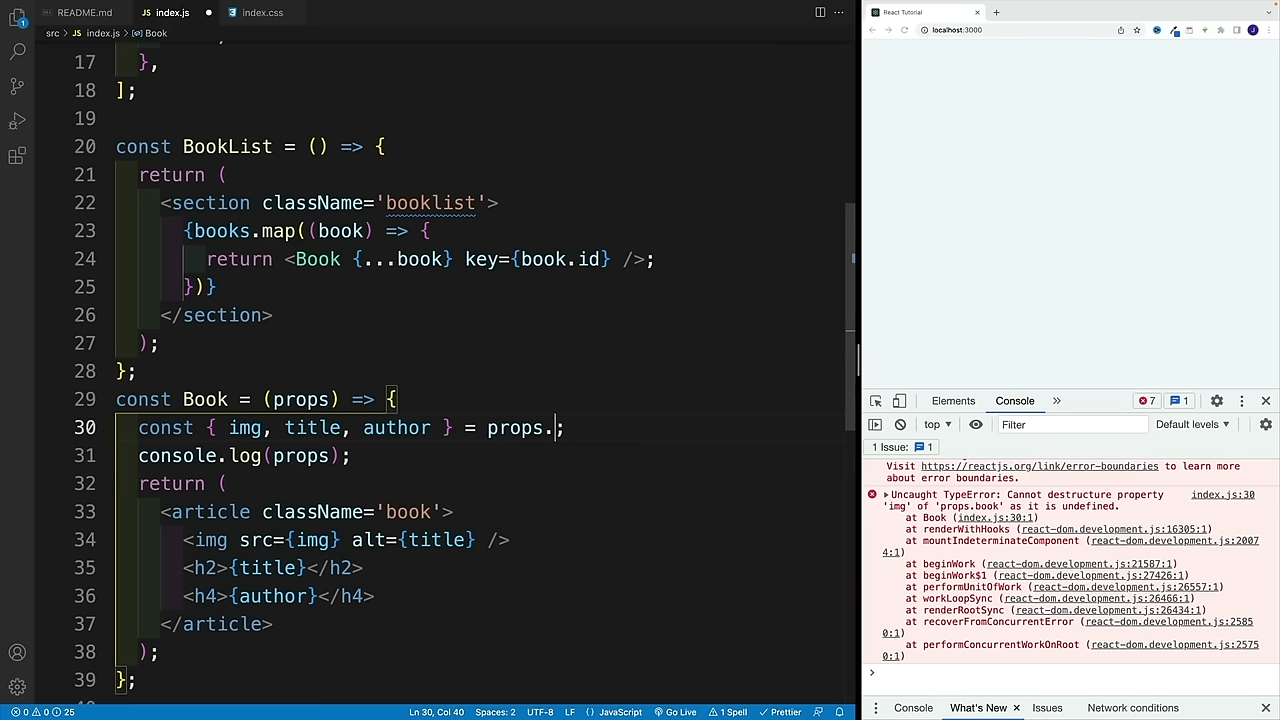 README.md
index.js
index.css
src > index.js > Book
17 },
18 ];
19
20 const BookList = () => {
21 return (
22 <section className='booklist'>
23 {books.map((book) => {
24 return <Book {...book} key={book.id} />;
25 })}
26 </section>
27 );
28 };
29 const Book = (props) => {
30 const { img, title, author } = props.;
31 console.log(props);
32 return (
33 <article className='book'>
34 <img src={img} alt={title} />
35 <h2>{title}</h2>
36 <h4>{author}</h4>
37 </article>
38 );
39 };
0 0 25
Ln 30, Col 40 Spaces: 2 UTF-8 LF {} JavaScript Go Live 1 Spell Prettier
React Tutorial
localhost:3000
Elements Console » 7 1
top Filter Default levels
1 Issue: 1
Visit https://reactjs.org/link/error-boundaries to learn more
about error boundaries.
Uncaught TypeError: Cannot destructure property index.js:30
'img' of 'props.book' as it is undefined.
at Book (index.js:30:1)
at renderWithHooks (react-dom.development.js:16305:1)
at mountIndeterminateComponent (react-dom.development.js:2007
4:1)
at beginWork (react-dom.development.js:21587:1)
at beginWork$1 (react-dom.development.js:27426:1)
at performUnitOfWork (react-dom.development.js:26557:1)
at workLoopSync (react-dom.development.js:26466:1)
at renderRootSync (react-dom.development.js:26434:1)
at recoverFromConcurrentError (react-dom.development.js:2585
0:1)
at performConcurrentWorkOnRoot (react-dom.development.js:2575
0:1)
>
Console What's New Issues Network conditions